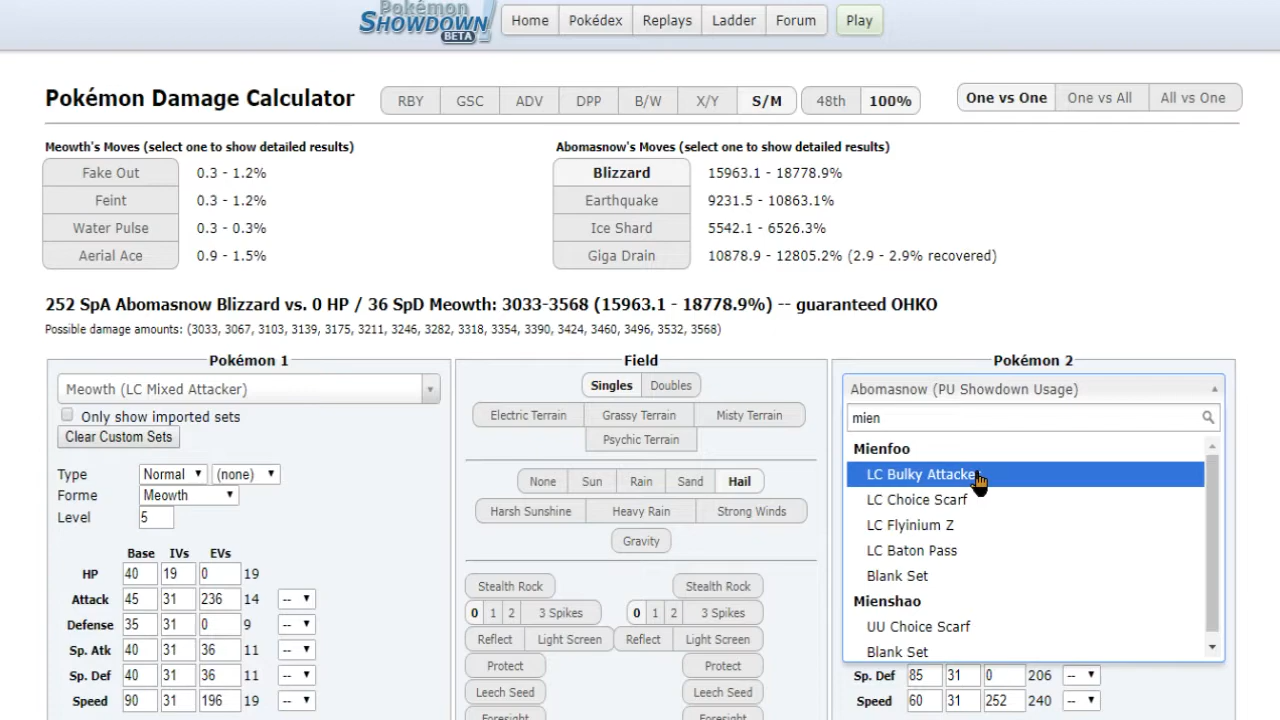 Pokémon
SHOWDOWN!
BETA
Home Pokédex Replays Ladder Forum Play
Pokémon Damage Calculator RBY GSC ADV DPP B/W X/Y S/M 48th 100% One vs One One vs All All vs One
Meowth's Moves (select one to show detailed results) Abomasnow's Moves (select one to show detailed results)
Fake Out 0.3 - 1.2% Blizzard 15963.1 - 18778.9%
Feint 0.3 - 1.2% Earthquake 9231.5 - 10863.1%
Water Pulse 0.3 - 0.3% Ice Shard 5542.1 - 6526.3%
Aerial Ace 0.9 - 1.5% Giga Drain 10878.9 - 12805.2% (2.9 - 2.9% recovered)
252 SpA Abomasnow Blizzard vs. 0 HP / 36 SpD Meowth: 3033-3568 (15963.1 - 18778.9%) -- guaranteed OHKO
Possible damage amounts: (3033, 3067, 3103, 3139, 3175, 3211, 3246, 3282, 3318, 3354, 3390, 3424, 3460, 3496, 3532, 3568)
Pokémon 1 Field Pokémon 2
Meowth (LC Mixed Attacker) Singles Doubles Abomasnow (PU Showdown Usage)
Only show imported sets Electric Terrain Grassy Terrain Misty Terrain mien
Clear Custom Sets Psychic Terrain Mienfoo
Type Normal (none) None Sun Rain Sand Hail LC Bulky Attacke
Forme Meowth LC Choice Scarf
Level 5 Harsh Sunshine Heavy Rain Strong Winds LC Flyinium Z
Gravity LC Baton Pass
Base IVs EVs
HP 40 19 0 19 Stealth Rock Stealth Rock Blank Set
Attack 45 31 236 14 -- 0 1 2 3 Spikes 0 1 2 3 Spikes Mienshao
Defense 35 31 0 9 -- Reflect Light Screen Reflect Light Screen UU Choice Scarf
Sp. Atk 40 31 36 11 -- Protect Protect Blank Set
Sp. Def 40 31 36 11 -- Leech Seed Leech Seed Sp. Def 85 31 0 206 --
Speed 90 31 196 19 -- Foresight Foresight Speed 60 31 252 240 --